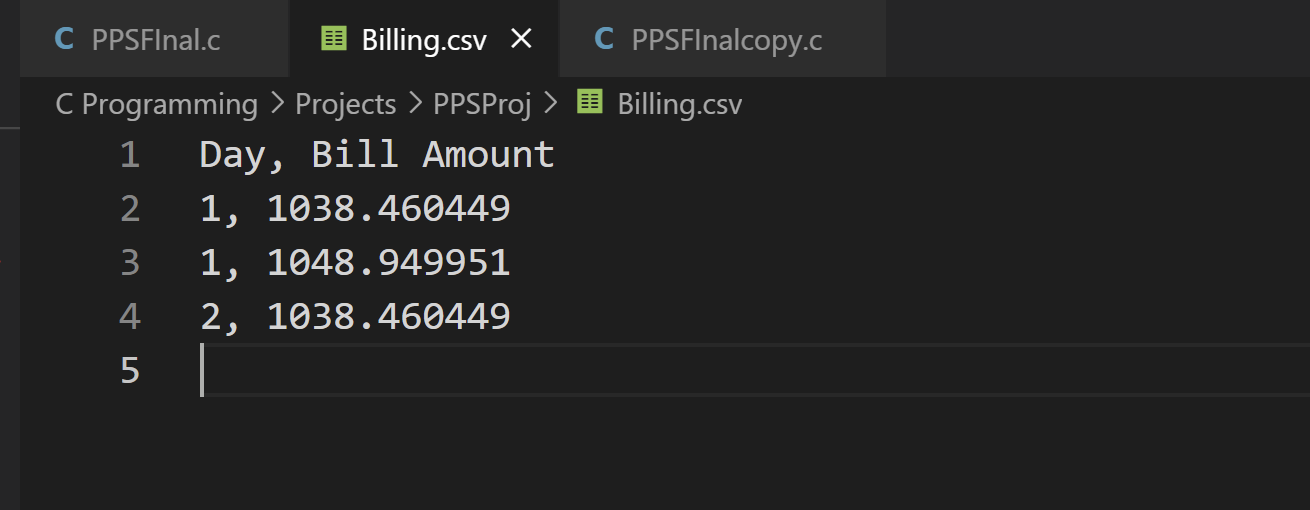 C PPSFInal.c Billing.csv C PPSFInalcopy.c
C Programming > Projects > PPSProj > Billing.csv
1 Day, Bill Amount
2 1, 1038.460449
3 1, 1048.949951
4 2, 1038.460449
5